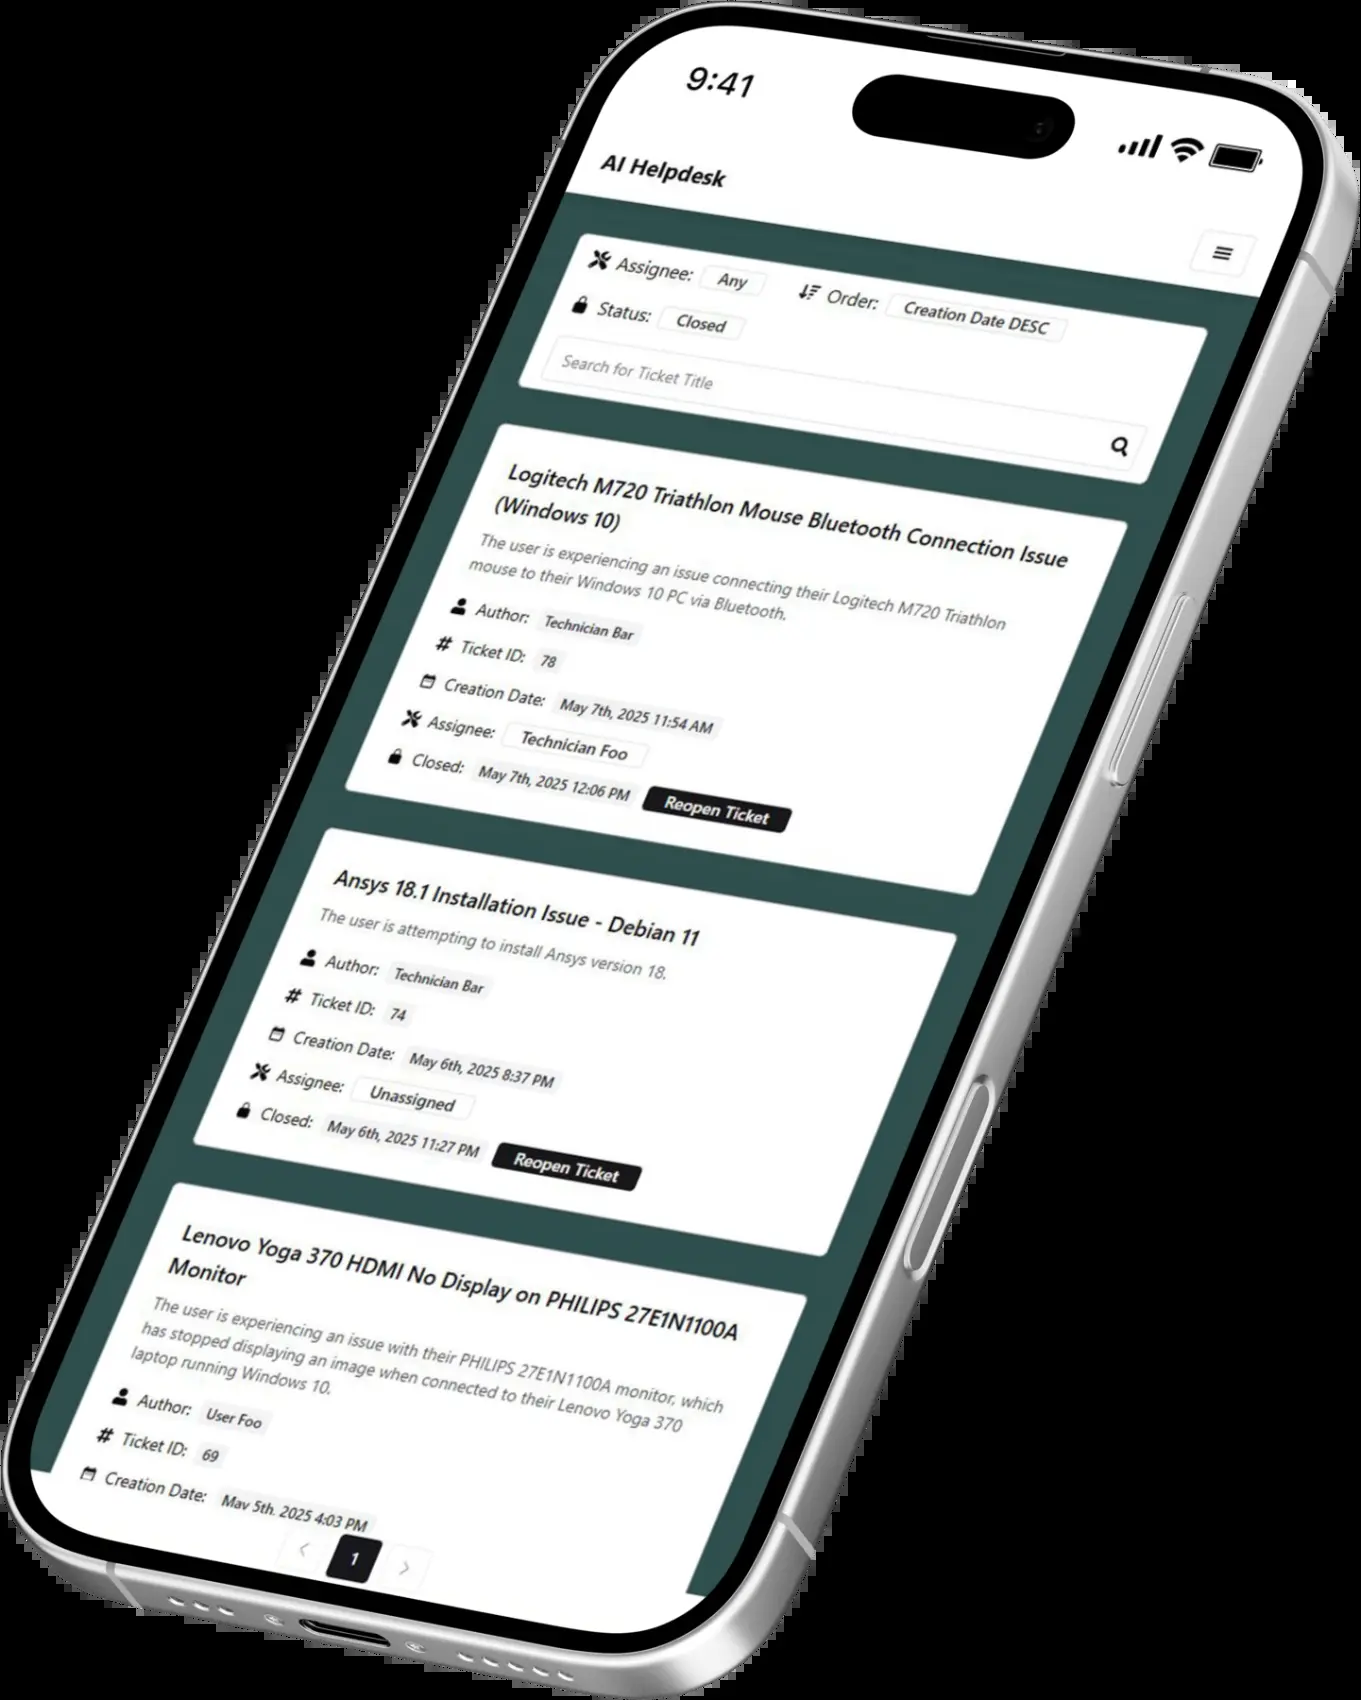 9:41
AI Helpdesk
Assignee: Any Order: Creation Date DESC
Status: Closed
Search for Ticket Title
Logitech M720 Triathlon Mouse Bluetooth Connection Issue
(Windows 10)
The user is experiencing an issue connecting their Logitech M720 Triathlon
mouse to their Windows 10 PC via Bluetooth.
Author: Technician Bar
# Ticket ID: 78
Creation Date: May 7th, 2025 11:54 AM
Assignee: Technician Foo
Closed: May 7th, 2025 12:06 PM Reopen Ticket
Ansys 18.1 Installation Issue - Debian 11
The user is attempting to install Ansys version 18.
Author: Technician Bar
# Ticket ID: 74
Creation Date: May 6th, 2025 8:37 PM
Assignee: Unassigned
Closed: May 6th, 2025 11:27 PM Reopen Ticket
Lenovo Yoga 370 HDMI No Display on PHILIPS 27E1N1100A
Monitor
The user is experiencing an issue with their PHILIPS 27E1N1100A monitor, which
has stopped displaying an image when connected to their Lenovo Yoga 370
laptop running Windows 10.
Author: User Foo
# Ticket ID: 69
Creation Date: May 5th, 2025 4:03 PM
1